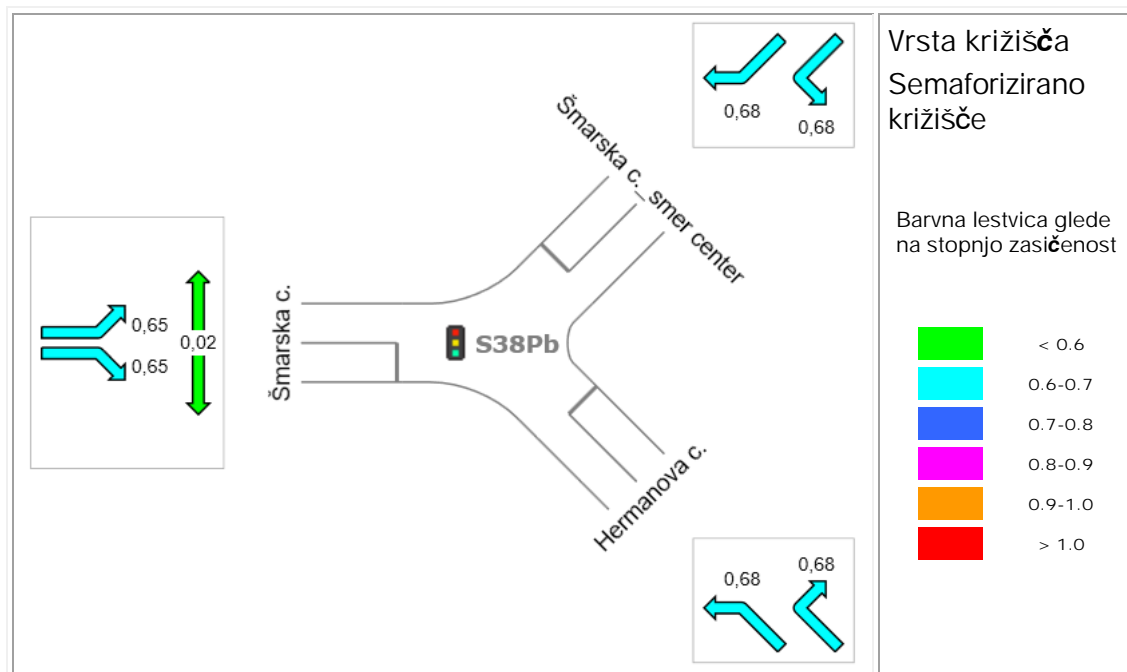 0,68
0,68
Šmarska c._ smer center
0,65
0,65
0,02
Šmarska c.
S38Pb
Hermanova c.
0,68
0,68
Vrsta križišča
Semaforizirano
križišče
Barvna lestvica glede
na stopnjo zasičenost
< 0.6
0.6-0.7
0.7-0.8
0.8-0.9
0.9-1.0
> 1.0